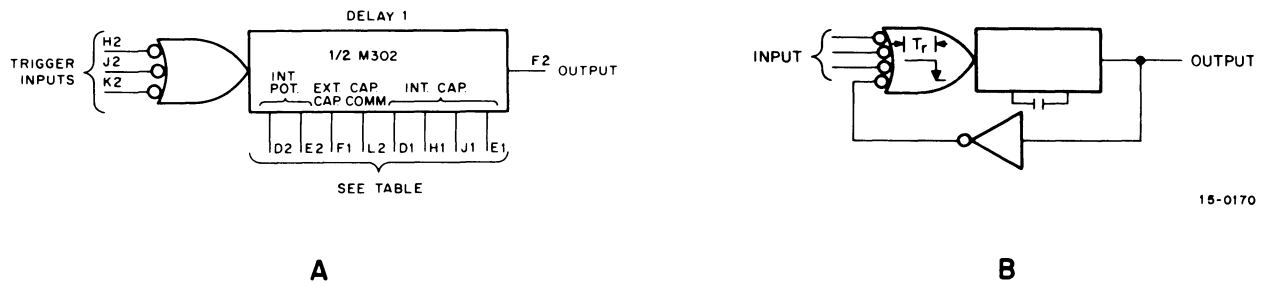 DELAY 1
H2
J2
K2
TRIGGER
INPUTS
1/2 M302
INT.
POT.
EXT. CAP.
CAP. COMM.
INT. CAP.
F2 OUTPUT
D2 E2 F1 L2 D1 H1 J1 E1
SEE TABLE
A
INPUT
Tr
OUTPUT
15-0170
B